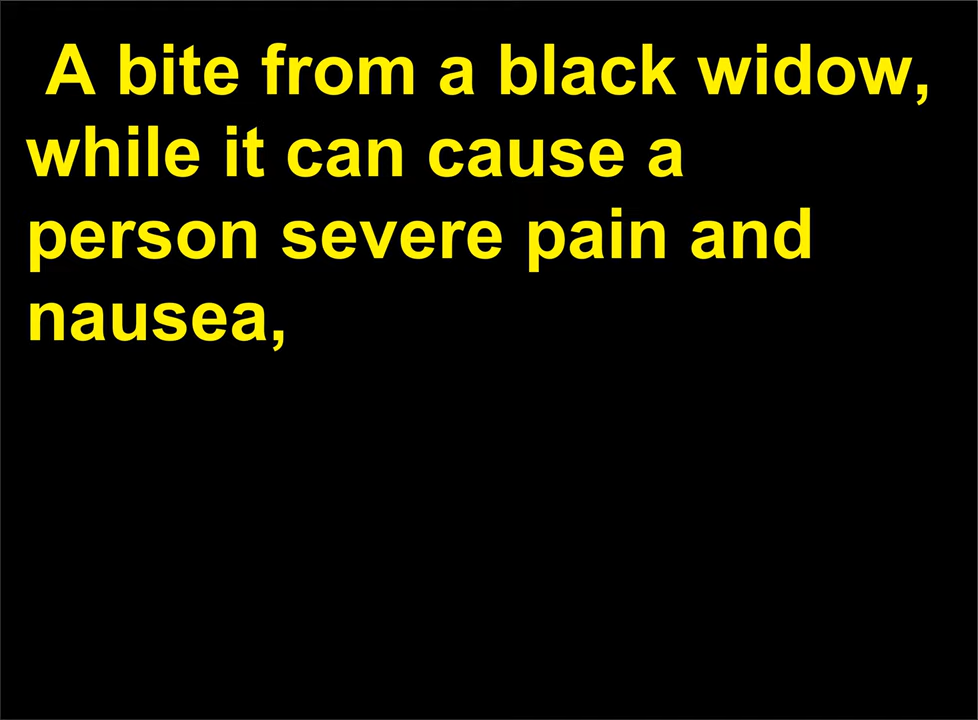 A bite from a black widow,
while it can cause a
person severe pain and
nausea,